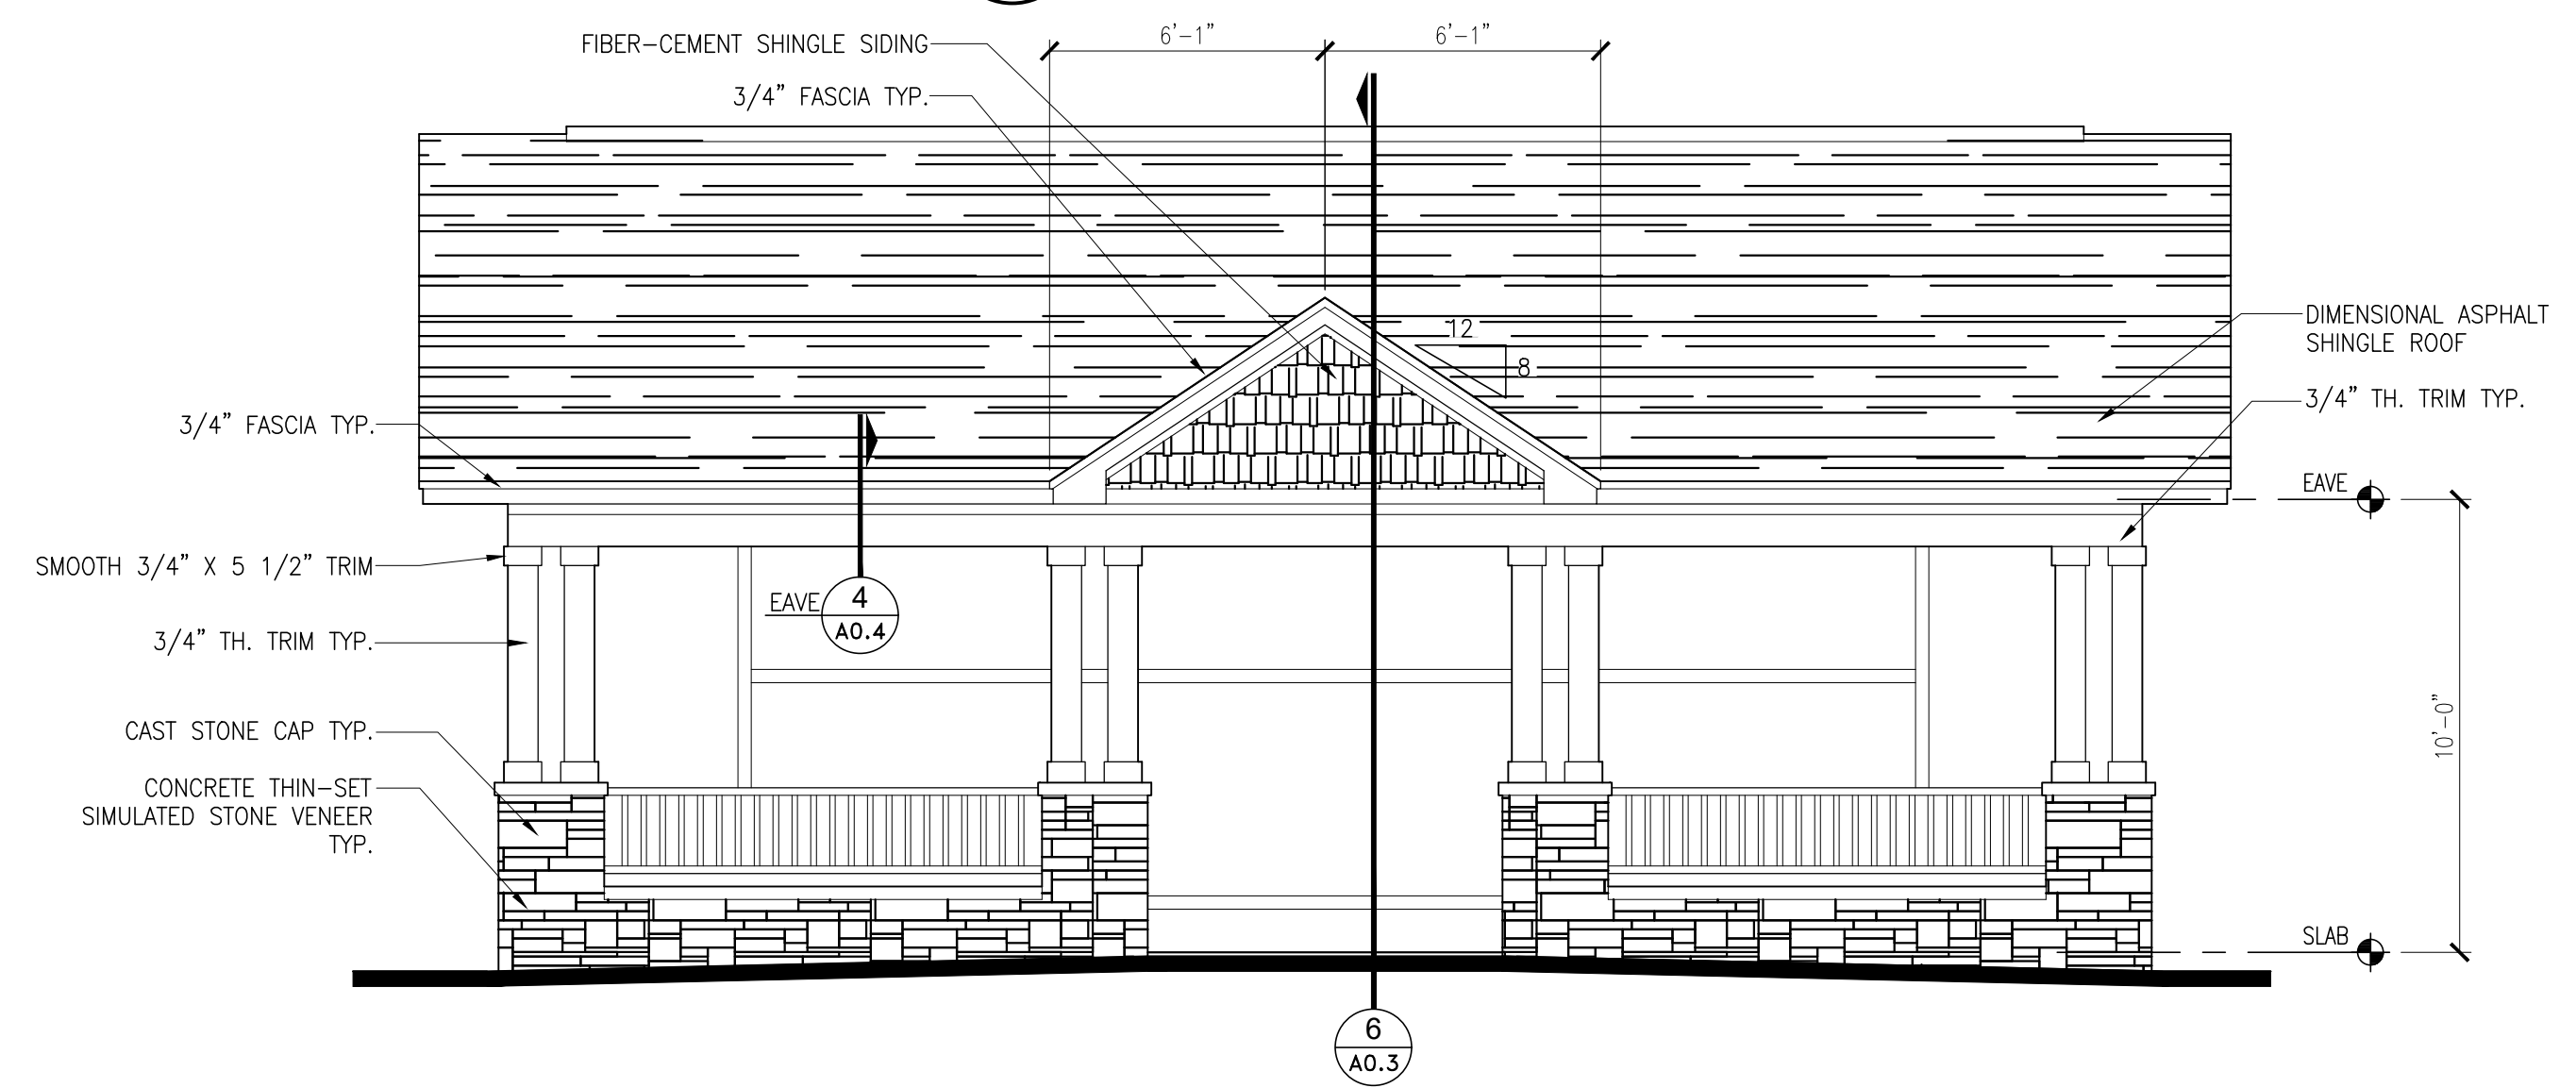 6'-1"
6'-1"
FIBER-CEMENT SHINGLE SIDING
3/4" FASCIA TYP.
12
8
DIMENSIONAL ASPHALT
SHINGLE ROOF
3/4" TH. TRIM TYP.
3/4" FASCIA TYP.
EAVE
SMOOTH 3/4" X 5 1/2" TRIM
EAVE
4
A0.4
3/4" TH. TRIM TYP.
10'-0"
CAST STONE CAP TYP.
CONCRETE THIN-SET
SIMULATED STONE VENEER
TYP.
SLAB
6
A0.3